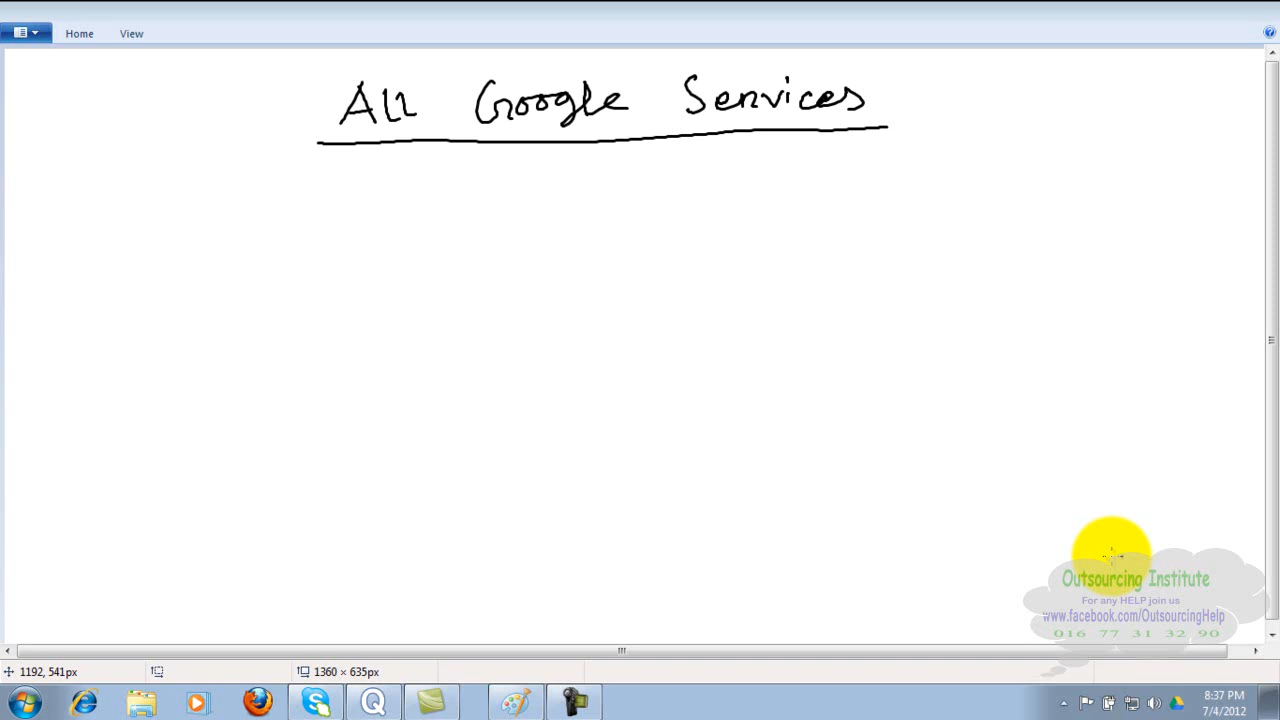 Home View
All Google Services
Outsourcing Institute
For any HELP join us
www.facebook.com/OutsourcingHelp
016 77 31 32 90
1192, 541px 1360 × 635px
8:37 PM
7/4/2012